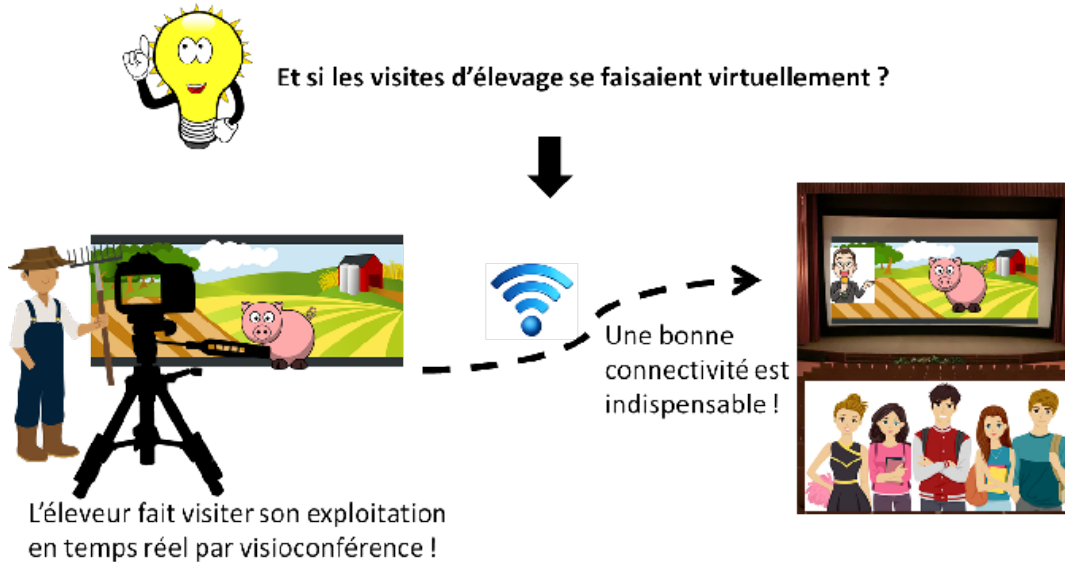 Et si les visites d’élevage se faisaient virtuellement ?
Une bonne
connectivité est
indispensable !
L’éleveur fait visiter son exploitation
en temps réel par visioconférence !